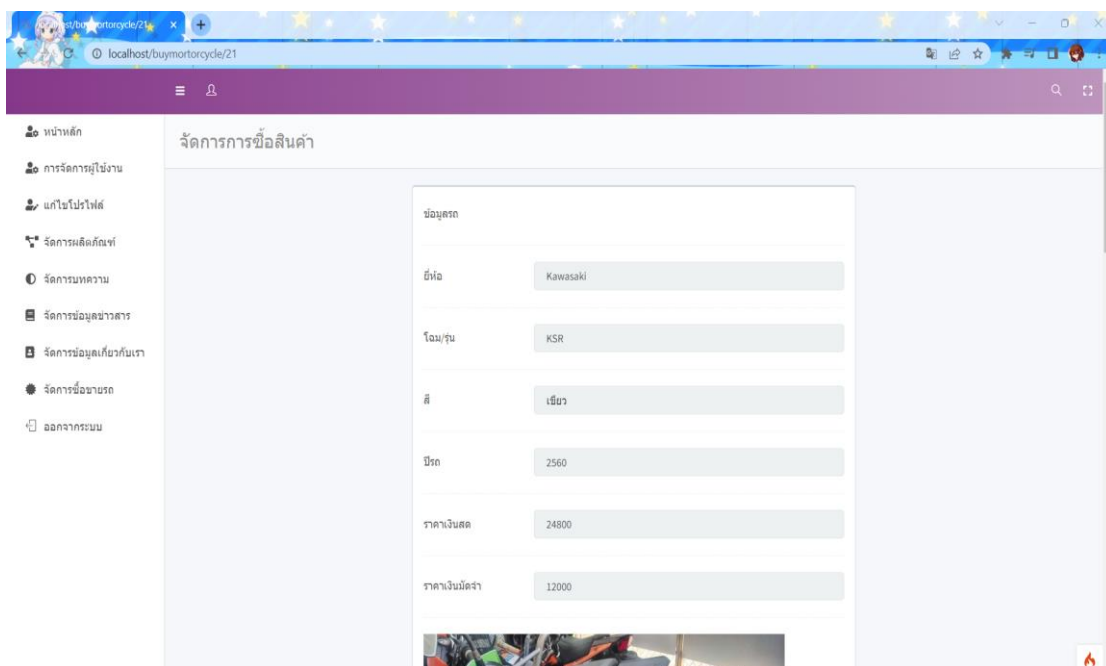 localhost/buymortorcycle/21
หน้าหลัก
การจัดการผู้ใช้งาน
แก้ไขโปรไฟล์
จัดการผลิตภัณฑ์
จัดการบทความ
จัดการข้อมูลข่าวสาร
จัดการข้อมูลเกี่ยวกับเรา
จัดการซื้อขายรถ
ออกจากระบบ
จัดการการซื้อสินค้า
ข้อมูลรถ
ยี่ห้อ Kawasaki
โฉม/รุ่น KSR
สี เขียว
ปีรถ 2560
ราคาเงินสด 24800
ราคาเงินมัดจำ 12000